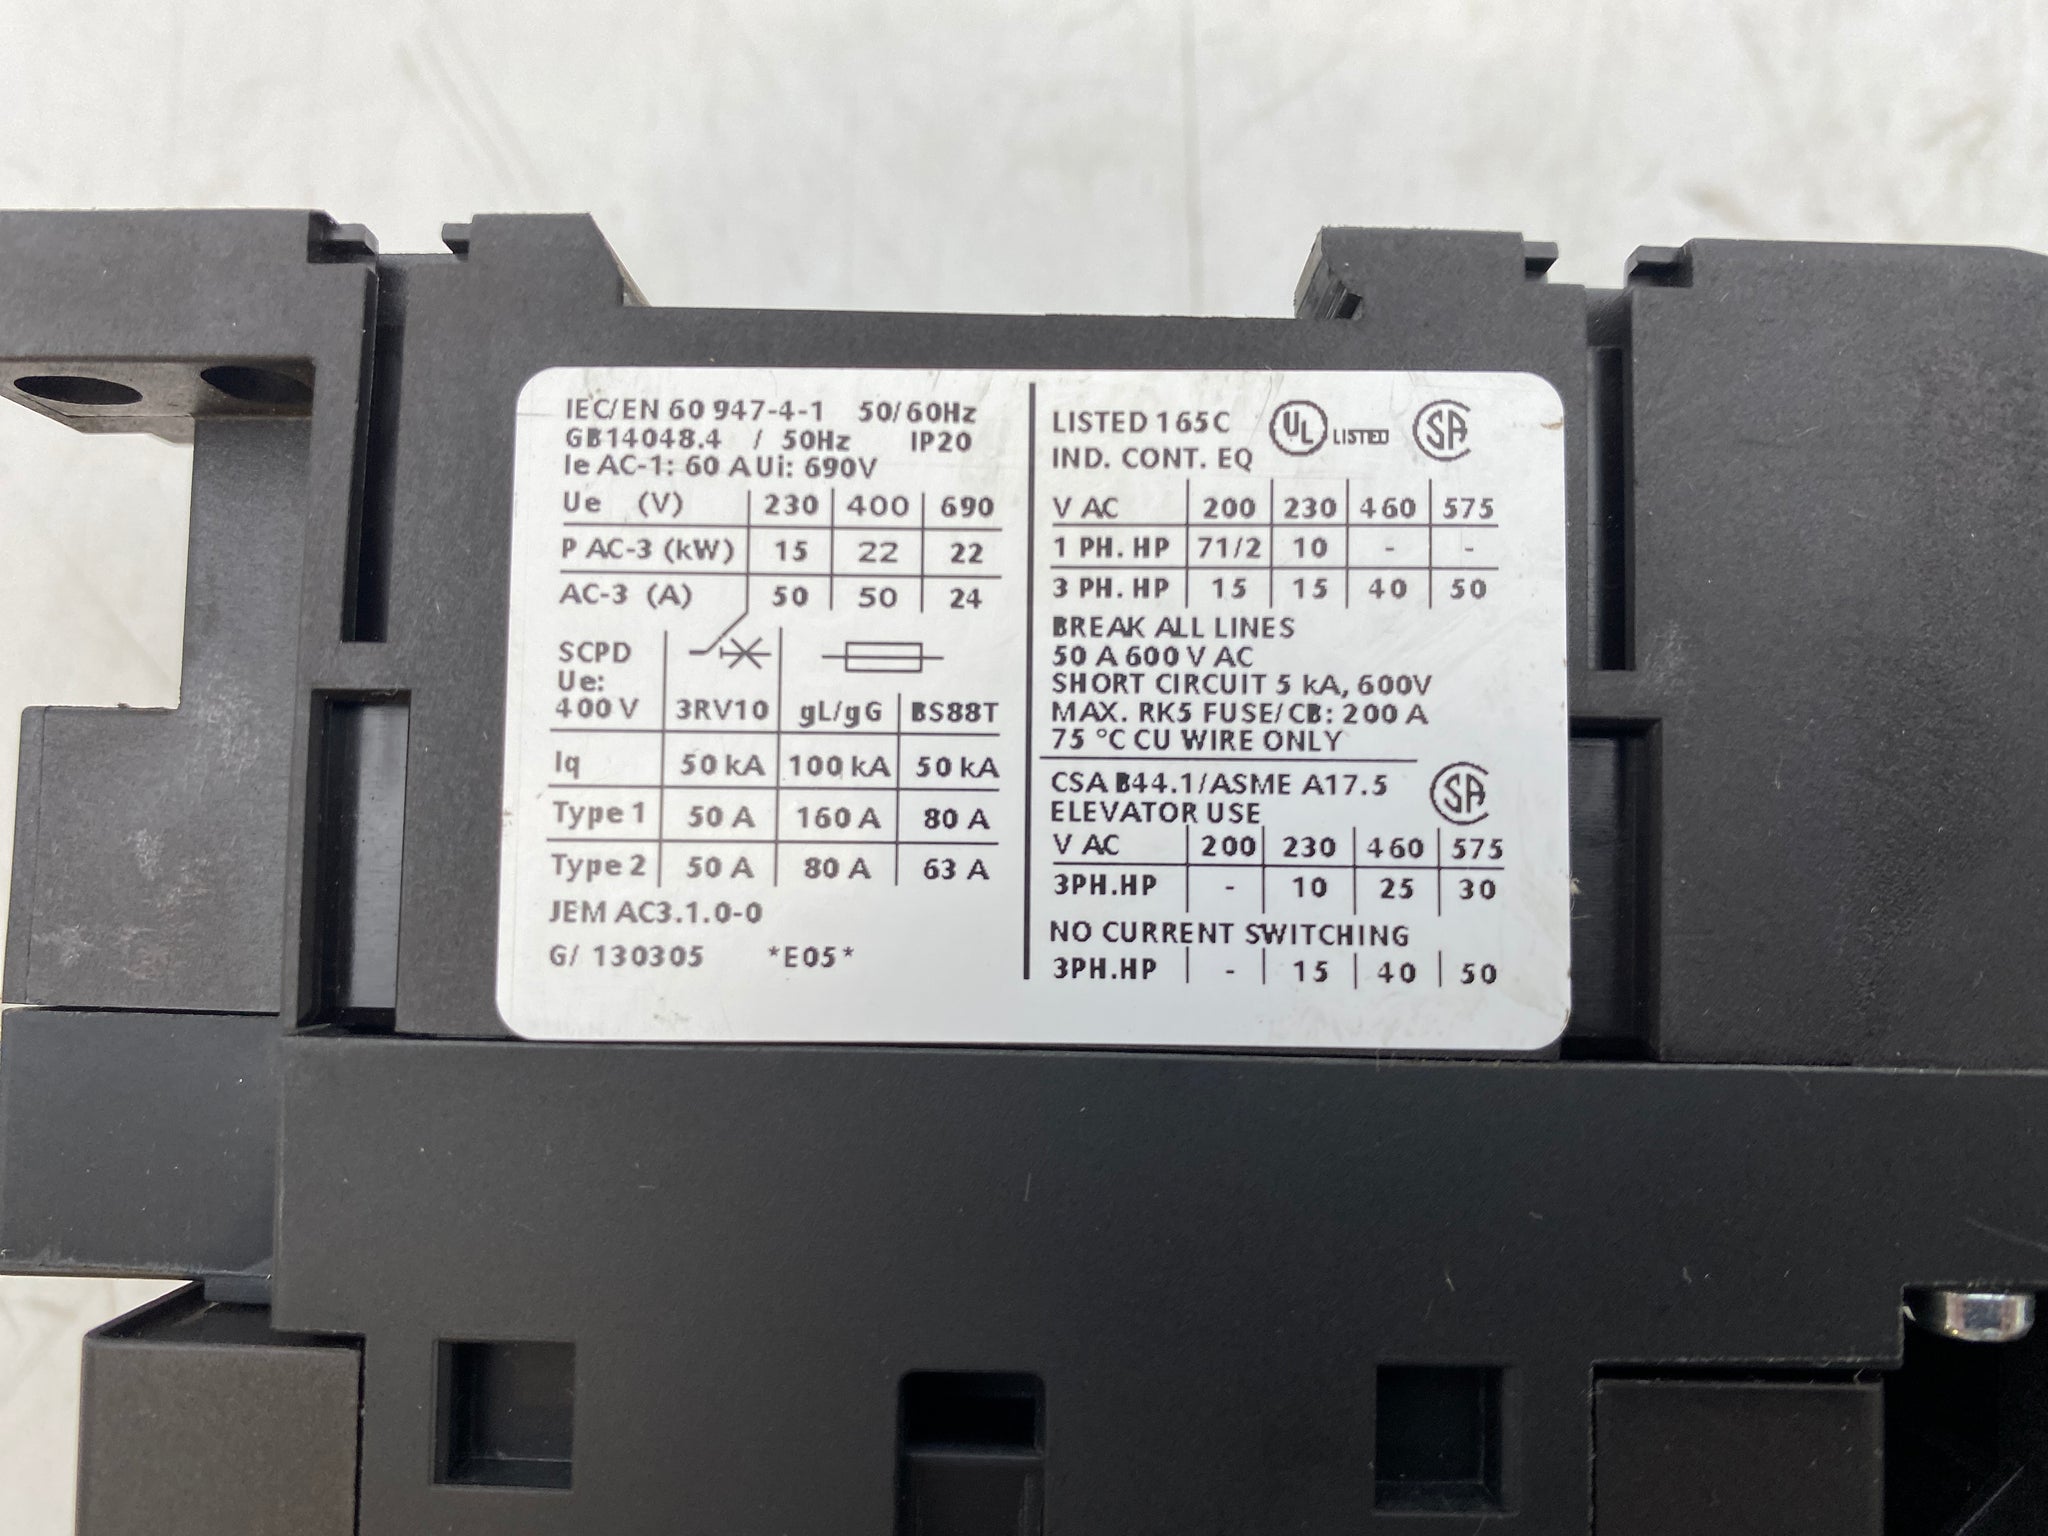 IEC/EN 60 947-4-1 50/60Hz
GB14048.4 / 50Hz IP20
Ie AC-1: 60 A Ui: 690V
Ue (V) 230 400 690
P AC-3 (kW) 15 22 22
AC-3 (A) 50 50 24
SCPD
Ue:
400 V 3RV10 gL/gG BS88T
Iq 50 kA 100 kA 50 kA
Type 1 50 A 160 A 80 A
Type 2 50 A 80 A 63 A
JEM AC3.1.0-0
G/ 130305 *E05*
LISTED 165C UL LISTED SA
IND. CONT. EQ
V AC 200 230 460 575
1 PH. HP 71/2 10 - -
3 PH. HP 15 15 40 50
BREAK ALL LINES
50 A 600 V AC
SHORT CIRCUIT 5 kA, 600V
MAX. RK5 FUSE/CB: 200 A
75 °C CU WIRE ONLY
CSA B44.1/ASME A17.5 SA
ELEVATOR USE
V AC 200 230 460 575
3PH.HP - 10 25 30
NO CURRENT SWITCHING
3PH.HP - 15 40 50